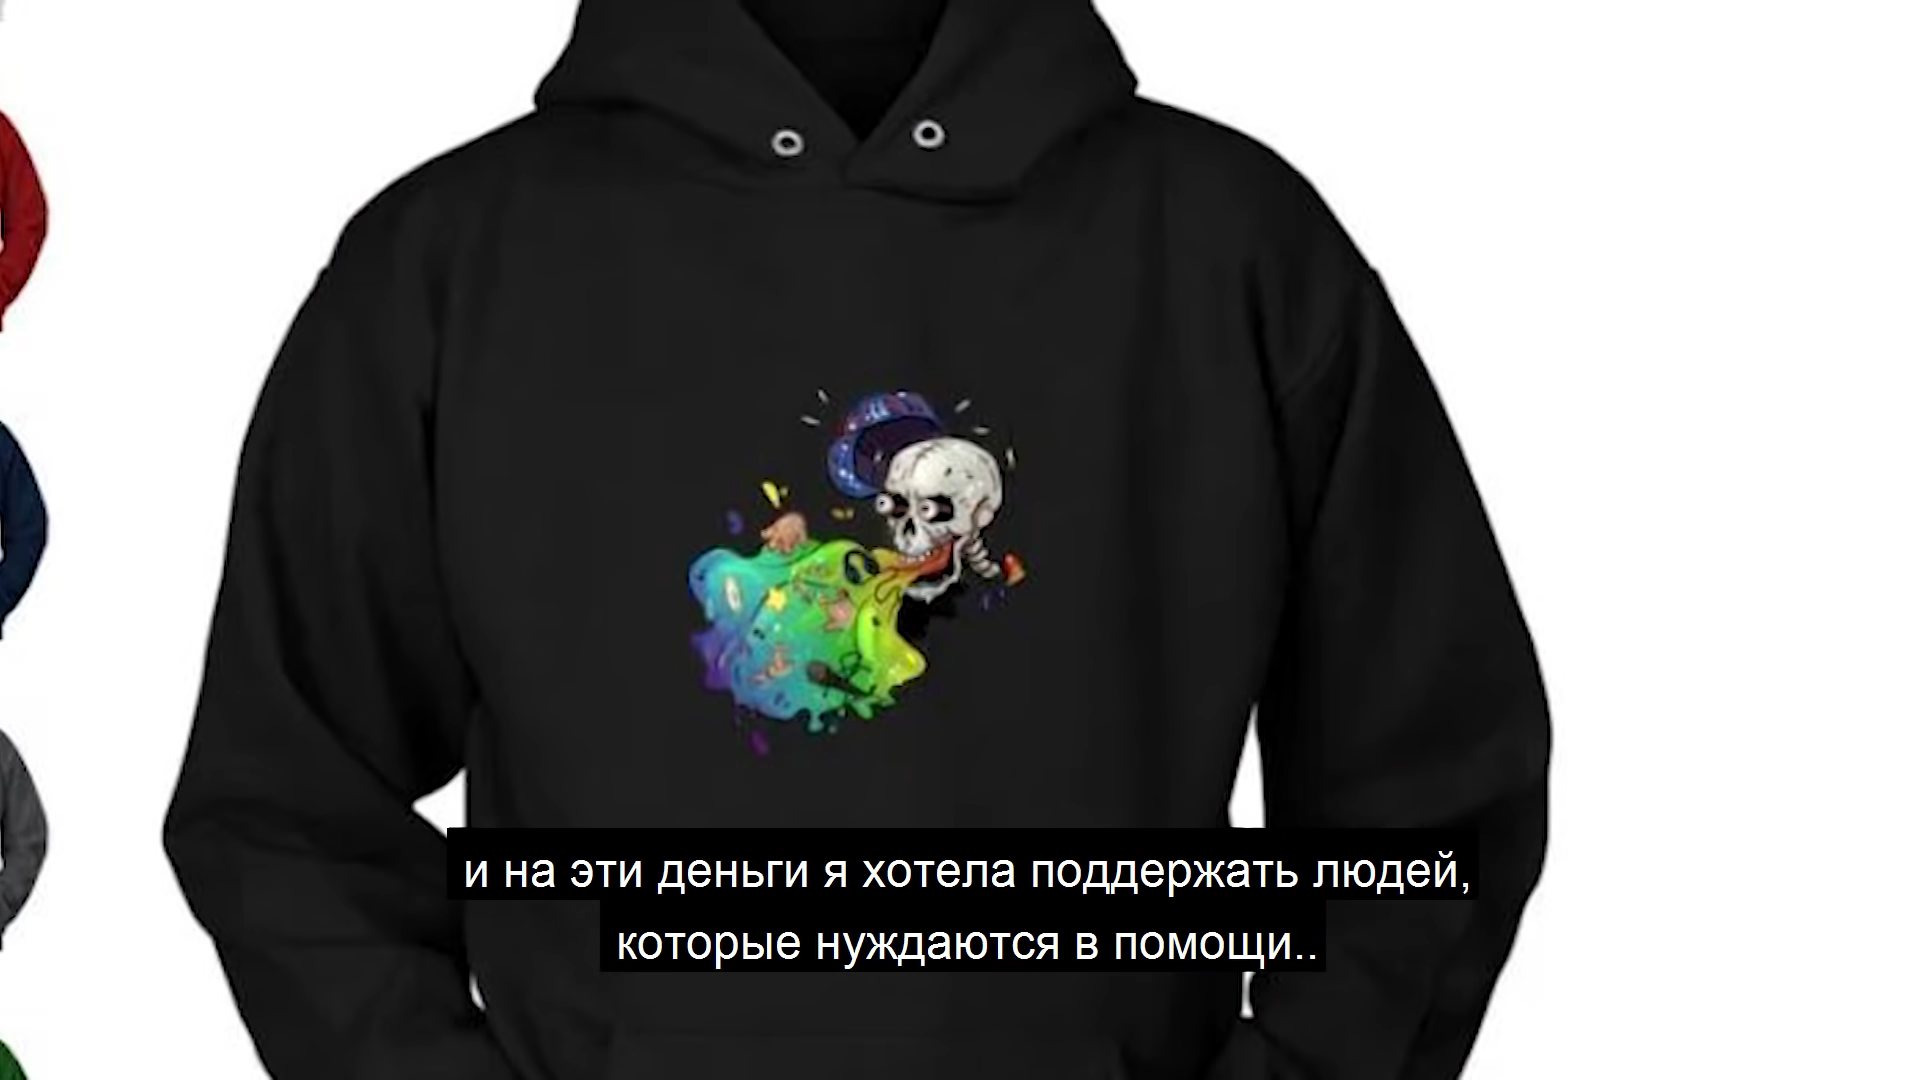 и на эти деньги я хотела поддержать людей,
которые нуждаются в помощи..